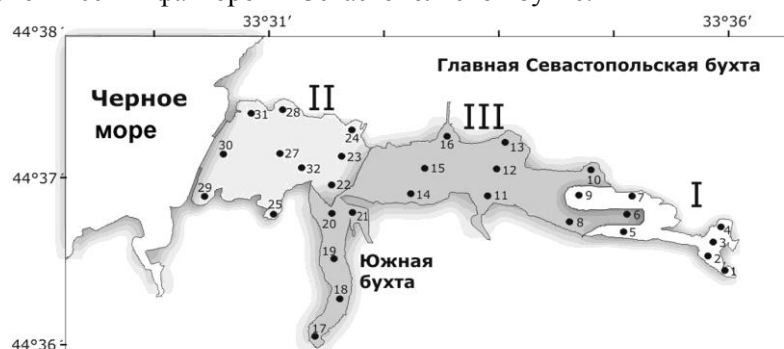 33°31′ 33°36′
44°38′
Главная Севастопольская бухта
Черное
море
II
III
I
31 28 24 16 13
30 27 32 23 15 12 10
29 25 22 14 11 9 7
20 21 8 6 5 4
3 2 1
19
Южная
бухта
18
17
44°37′
44°36′